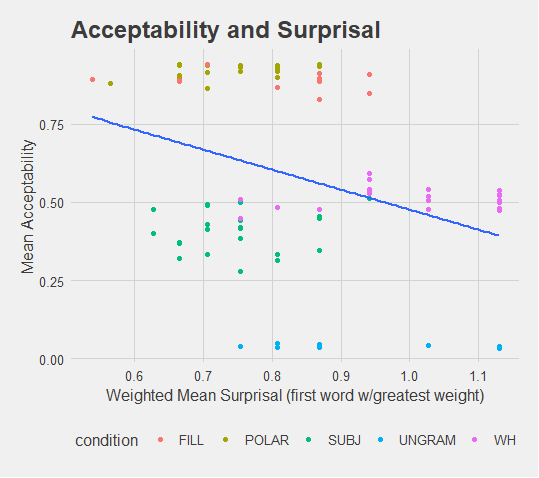 Acceptability and Surprisal
Mean Acceptability
0.75
0.50
0.25
0.00
0.6 0.7 0.8 0.9 1.0 1.1
Weighted Mean Surprisal (first word w/greatest weight)
condition FILL POLAR SUBJ UNGRAM WH